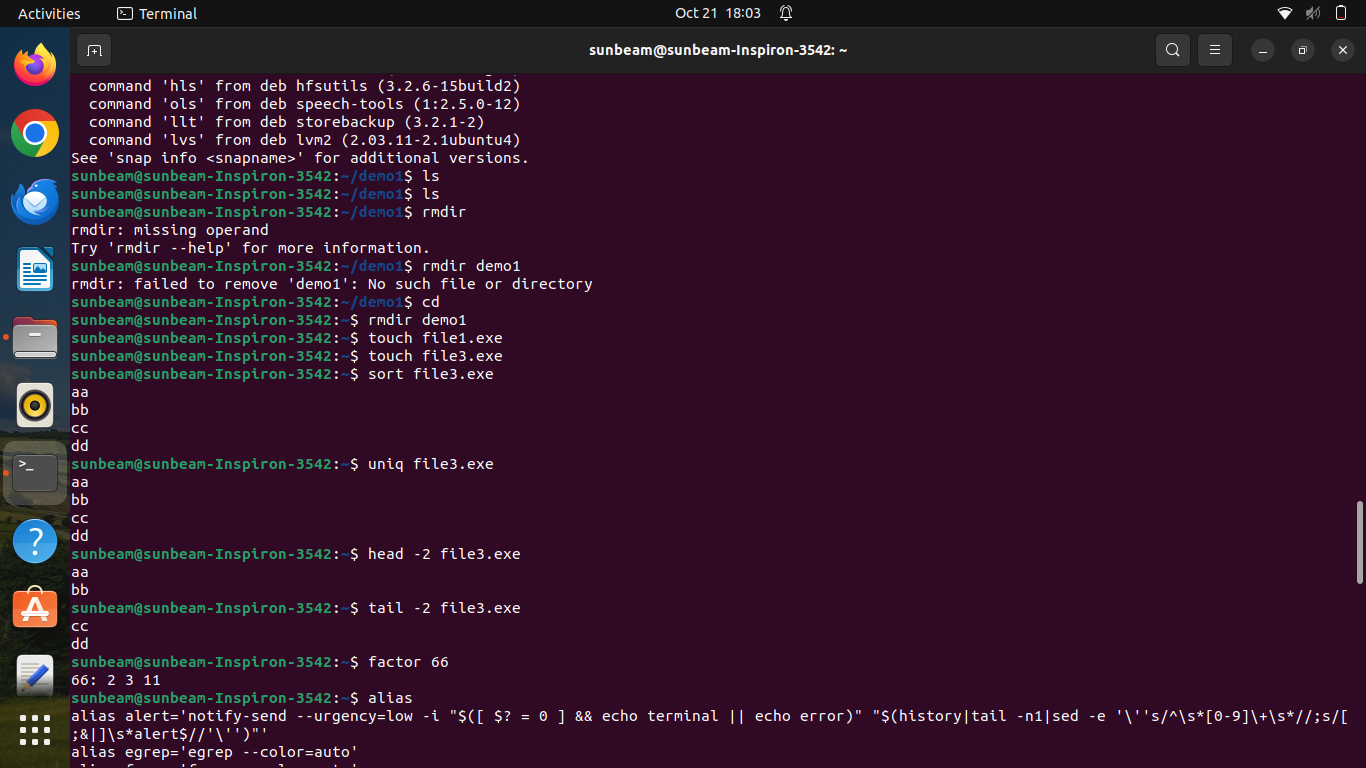 Activities
Terminal
Oct 21 18:03
sunbeam@sunbeam-Inspiron-3542: ~
  command 'hls' from deb hfsutils (3.2.6-15build2)
  command 'ols' from deb speech-tools (1:2.5.0-12)
  command 'llt' from deb storebackup (3.2.1-2)
  command 'lvs' from deb lvm2 (2.03.11-2.1ubuntu4)
See 'snap info <snapname>' for additional versions.
sunbeam@sunbeam-Inspiron-3542:~/demo1$ ls
sunbeam@sunbeam-Inspiron-3542:~/demo1$ ls
sunbeam@sunbeam-Inspiron-3542:~/demo1$ rmdir
rmdir: missing operand
Try 'rmdir --help' for more information.
sunbeam@sunbeam-Inspiron-3542:~/demo1$ rmdir demo1
rmdir: failed to remove 'demo1': No such file or directory
sunbeam@sunbeam-Inspiron-3542:~/demo1$ cd
sunbeam@sunbeam-Inspiron-3542:~$ rmdir demo1
sunbeam@sunbeam-Inspiron-3542:~$ touch file1.exe
sunbeam@sunbeam-Inspiron-3542:~$ touch file3.exe
sunbeam@sunbeam-Inspiron-3542:~$ sort file3.exe
aa
bb
cc
dd
sunbeam@sunbeam-Inspiron-3542:~$ uniq file3.exe
aa
bb
cc
dd
sunbeam@sunbeam-Inspiron-3542:~$ head -2 file3.exe
aa
bb
sunbeam@sunbeam-Inspiron-3542:~$ tail -2 file3.exe
cc
dd
sunbeam@sunbeam-Inspiron-3542:~$ factor 66
66: 2 3 11
sunbeam@sunbeam-Inspiron-3542:~$ alias
alias alert='notify-send --urgency=low -i "$([ $? = 0 ] && echo terminal || echo error)" "$(history|tail -n1|sed -e '\''s/^\s*[0-9]\+\s*//;s/[
;&|]\s*alert$//'\'')"'
alias egrep='egrep --color=auto'